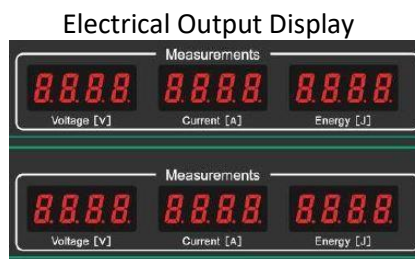 Electrical Output Display
Measurements
8.8.8.8. 8.8.8.8. 8.8.8.8.
Voltage [V] Current [A] Energy [J]
Measurements
8.8.8.8. 8.8.8.8. 8.8.8.8.
Voltage [V] Current [A] Energy [J]